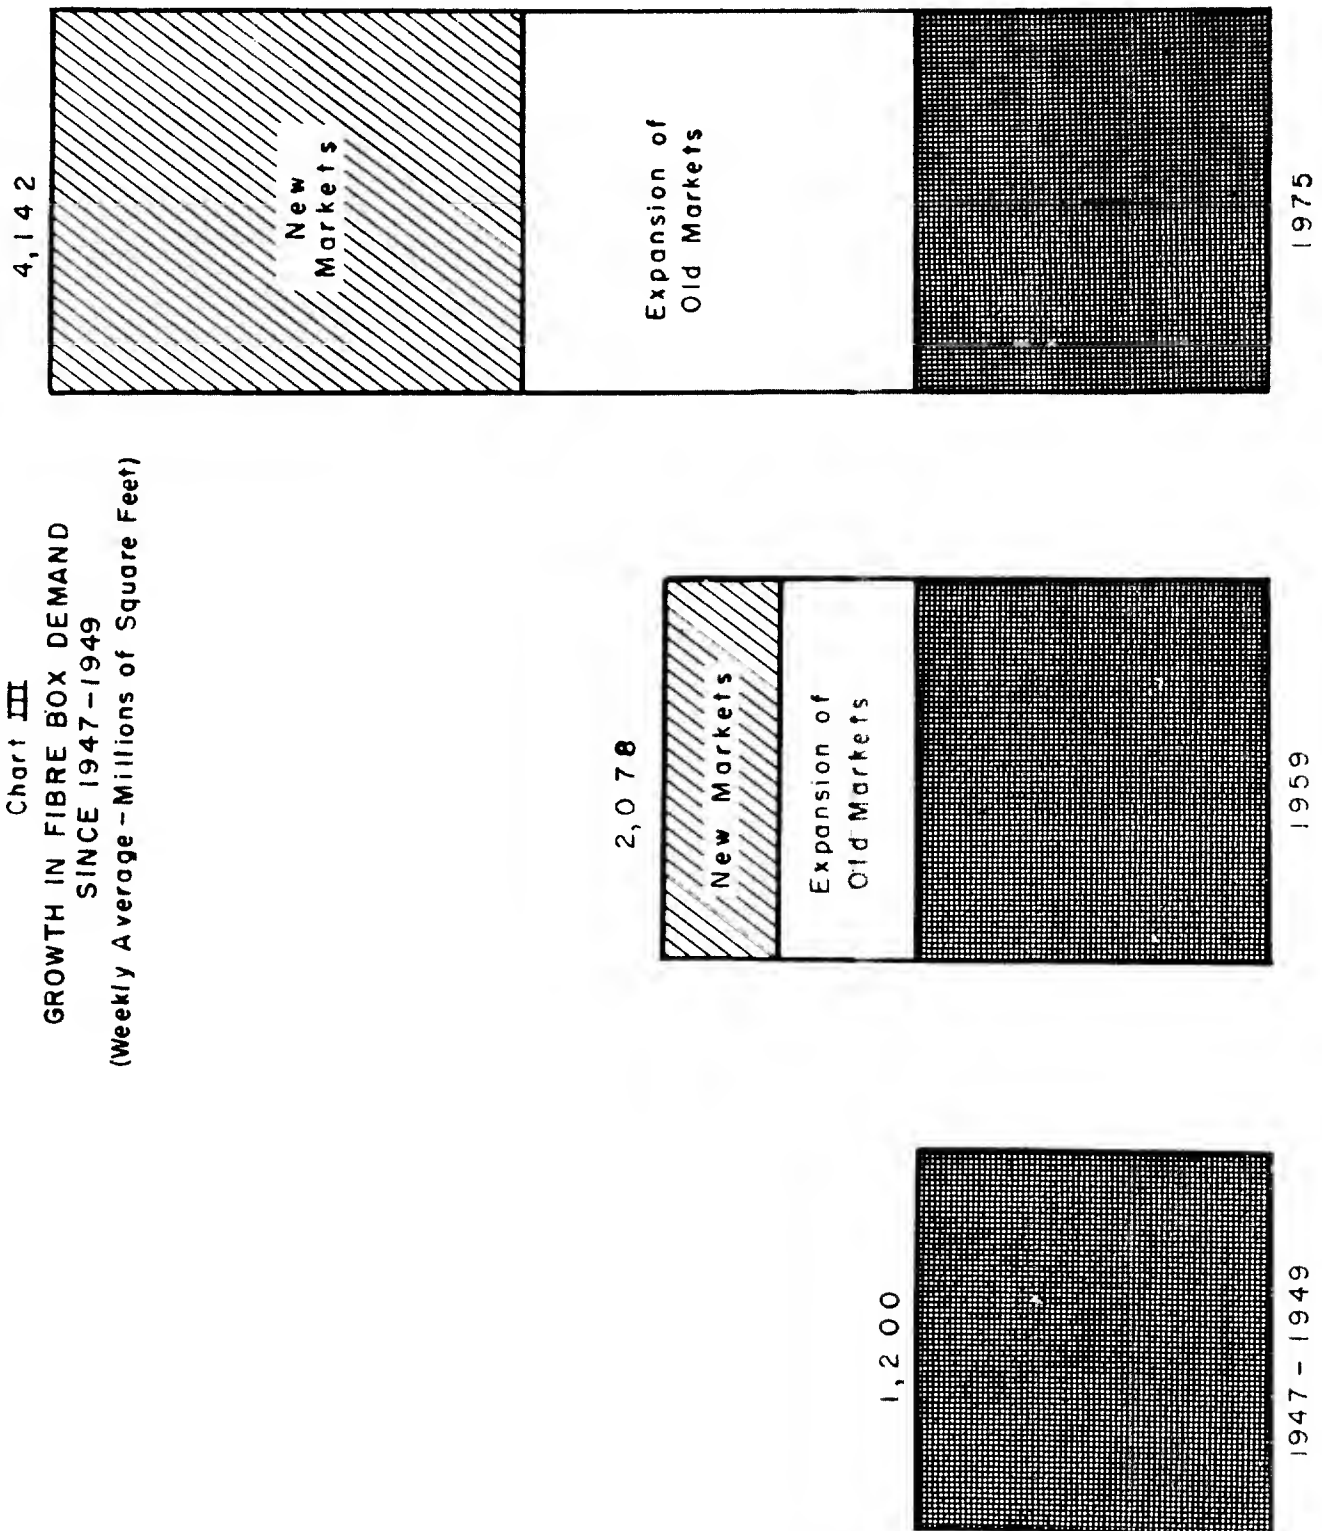 Chart III
GROWTH IN FIBRE BOX DEMAND
SINCE 1947-1949
(Weekly Average-Millions of Square Feet)
4,142
New
Markets
Expansion of
Old Markets
2,078
New Markets
Expansion of
Old Markets
1,200
1947-1949
1959
1975